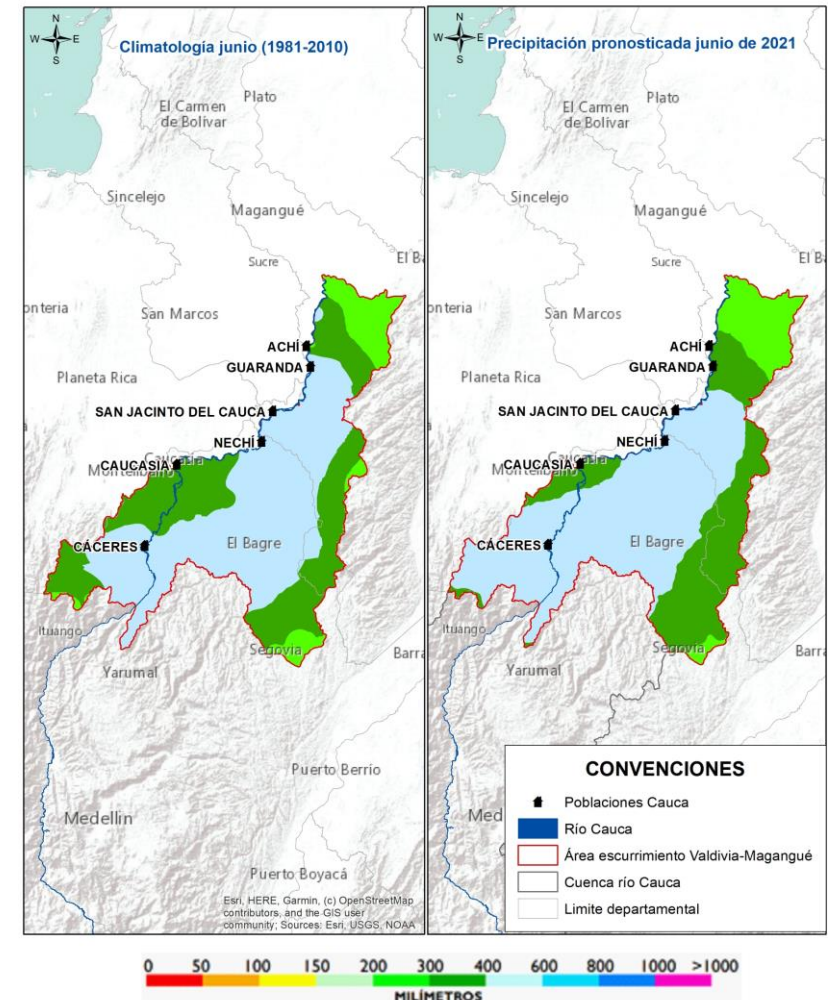 N
W E
S
Climatología junio (1981-2010)
El Carmen
de Bolívar
Plato
Sincelejo
Magangué
Sucre
El B
onteria
San Marcos
ACHÍ
GUARANDA
Planeta Rica
SAN JACINTO DEL CAUCA
NECHÍ
CAUCASIA
Caucasia
Montelibano
El Bagre
CÁCERES
Ituango
Segovia
Barra
Yarumal
Puerto Berrío
Medellin
Puerto Boyacá
Esri, HERE, Garmin, (c) OpenStreetMap
contributors, and the GIS user
community; Sources: Esri, USGS, NOAA
N
W E
S
Precipitación pronosticada junio de 2021
El Carmen
de Bolívar
Plato
Sincelejo
Magangué
Sucre
El B
onteria
San Marcos
ACHÍ
GUARANDA
Planeta Rica
SAN JACINTO DEL CAUCA
NECHÍ
CAUCASIA
Caucasia
Montelibano
El Bagre
CÁCERES
Ituango
Segovia
Barra
Yarumal
Med
CONVENCIONES
Poblaciones Cauca
Río Cauca
Área escurrimiento Valdivia-Magangué
Cuenca río Cauca
Limite departamental
0 50 100 150 200 300 400 600 800 1000 >1000
MILÍMETROS